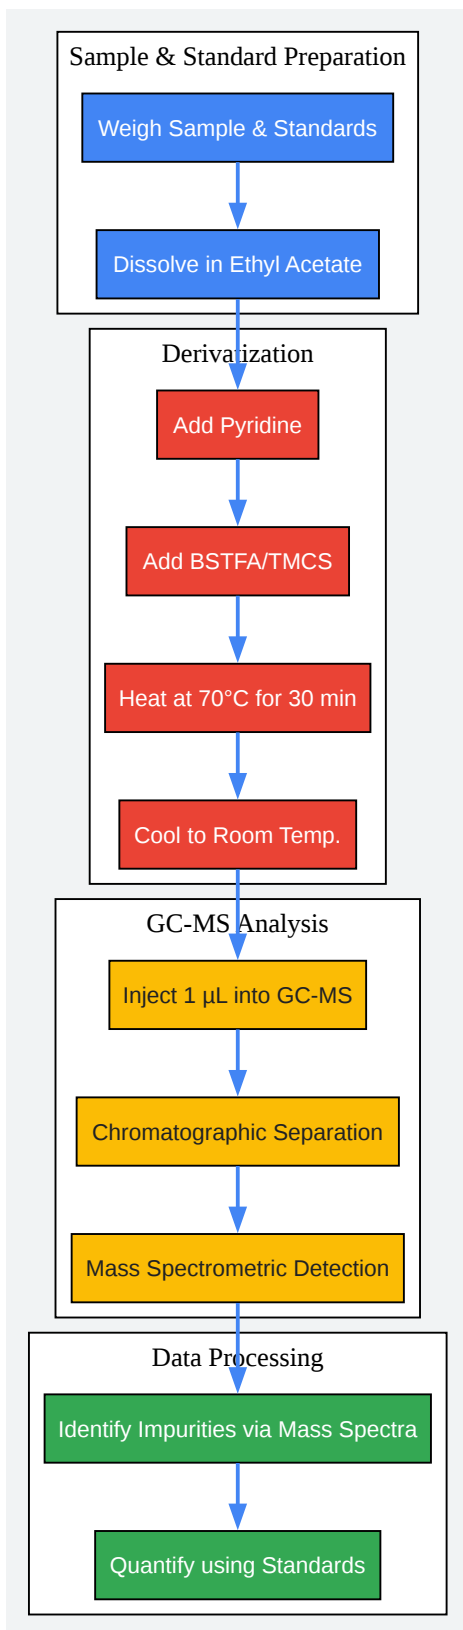 Sample & Standard Preparation
Weigh Sample & Standards
Dissolve in Ethyl Acetate
Derivatization
Add Pyridine
Add BSTFA/TMCS
Heat at 70°C for 30 min
Cool to Room Temp.
GC-MS Analysis
Inject 1 µL into GC-MS
Chromatographic Separation
Mass Spectrometric Detection
Data Processing
Identify Impurities via Mass Spectra
Quantify using Standards